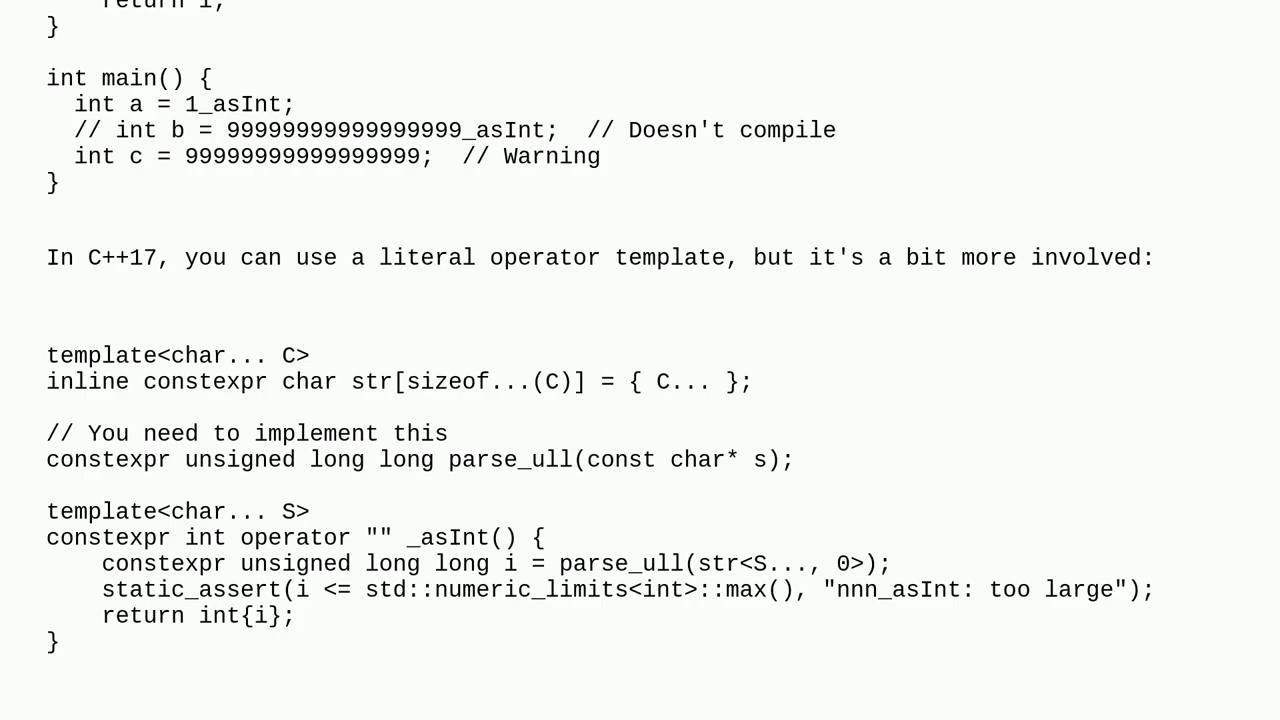 return i;
}
int main() {
  int a = 1_asInt;
  // int b = 99999999999999999_asInt;  // Doesn't compile
  int c = 99999999999999999;  // Warning
}
In C++17, you can use a literal operator template, but it's a bit more involved:
template<char... C>
inline constexpr char str[sizeof...(C)] = { C... };
// You need to implement this
constexpr unsigned long long parse_ull(const char* s);
template<char... S>
constexpr int operator "" _asInt() {
    constexpr unsigned long long i = parse_ull(str<S..., 0>);
    static_assert(i <= std::numeric_limits<int>::max(), "nnn_asInt: too large");
    return int{i};
}